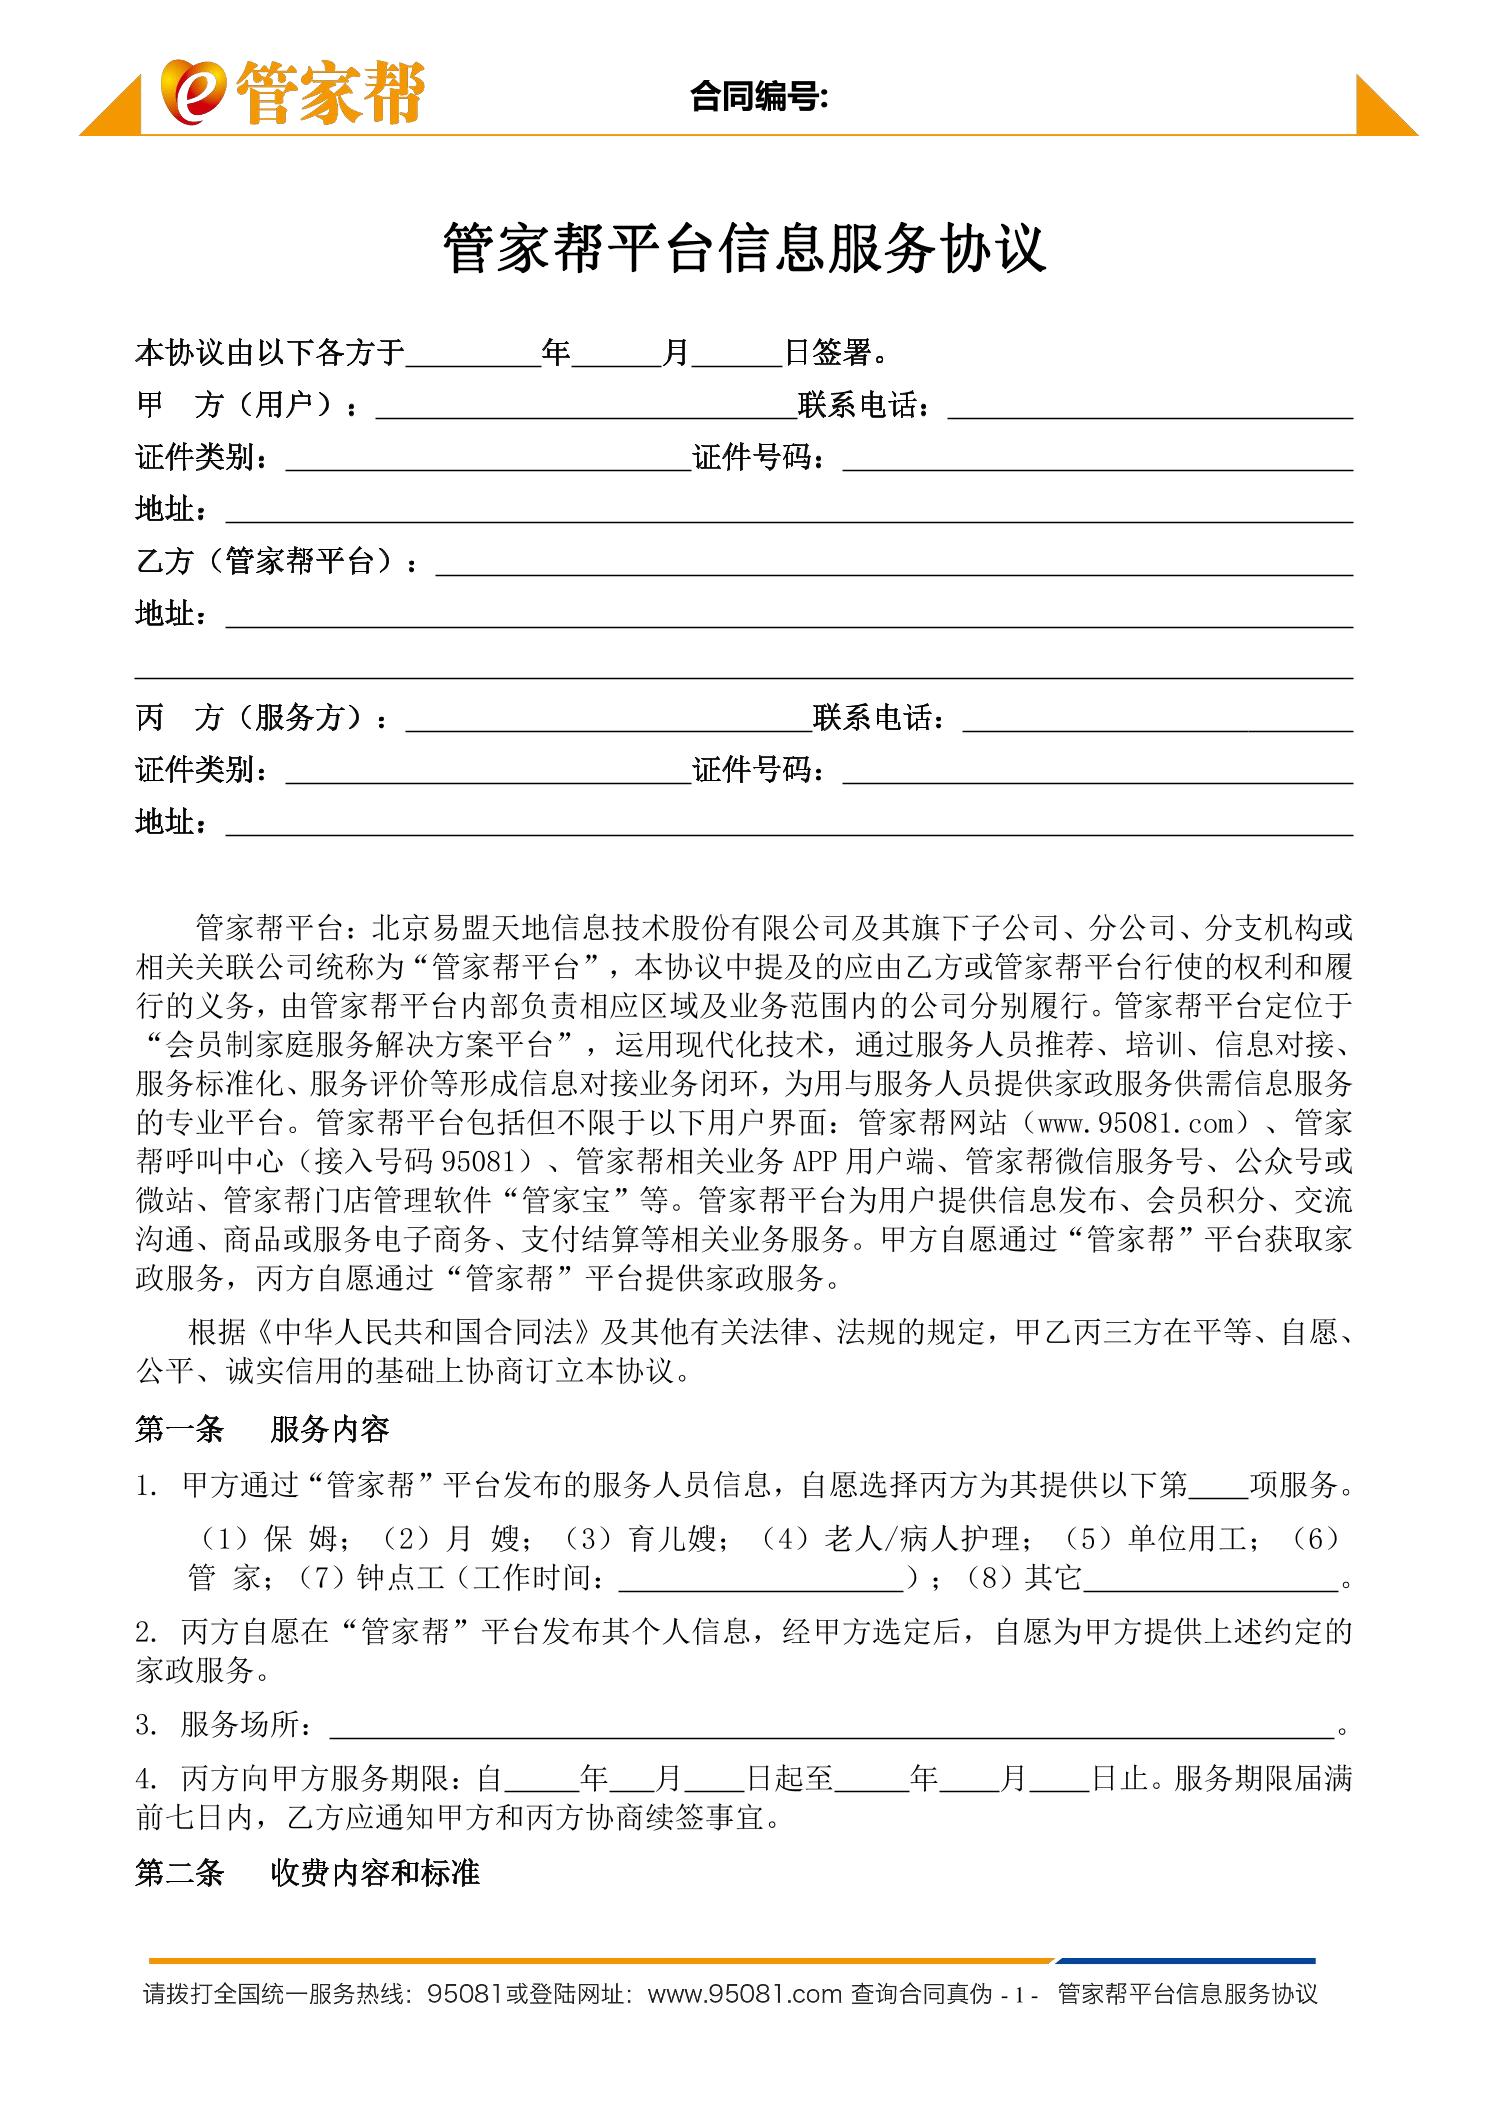 管家帮 合同编号:
管家帮平台信息服务协议
本协议由以下各方于_________年______月______日签署。
甲　方（用户）：____________________________联系电话：___________________________
证件类别：___________________________证件号码：__________________________________
地址：___________________________________________________________________________
乙方（管家帮平台）：_____________________________________________________________
地址：___________________________________________________________________________
_________________________________________________________________________________
丙　方（服务方）：___________________________联系电话：__________________________
证件类别：___________________________证件号码：__________________________________
地址：___________________________________________________________________________
管家帮平台：北京易盟天地信息技术股份有限公司及其旗下子公司、分公司、分支机构或
相关关联公司统称为“管家帮平台”，本协议中提及的应由乙方或管家帮平台行使的权利和履
行的义务，由管家帮平台内部负责相应区域及业务范围内的公司分别履行。管家帮平台定位于
“会员制家庭服务解决方案平台”，运用现代化技术，通过服务人员推荐、培训、信息对接、
服务标准化、服务评价等形成信息对接业务闭环，为用与服务人员提供家政服务供需信息服务
的专业平台。管家帮平台包括但不限于以下用户界面：管家帮网站（www.95081.com）、管家
帮呼叫中心（接入号码 95081）、管家帮相关业务 APP 用户端、管家帮微信服务号、公众号或
微站、管家帮门店管理软件“管家宝”等。管家帮平台为用户提供信息发布、会员积分、交流
沟通、商品或服务电子商务、支付结算等相关业务服务。甲方自愿通过“管家帮”平台获取家
政服务，丙方自愿通过“管家帮”平台提供家政服务。
根据《中华人民共和国合同法》及其他有关法律、法规的规定，甲乙丙三方在平等、自愿、
公平、诚实信用的基础上协商订立本协议。
第一条　服务内容
1. 甲方通过“管家帮”平台发布的服务人员信息，自愿选择丙方为其提供以下第____项服务。
（1）保 姆；（2）月 嫂；（3）育儿嫂；（4）老人/病人护理；（5）单位用工；（6）
管 家；（7）钟点工（工作时间：___________________）；（8）其它_________________。
2. 丙方自愿在“管家帮”平台发布其个人信息，经甲方选定后，自愿为甲方提供上述约定的
家政服务。
3. 服务场所：___________________________________________________________________。
4. 丙方向甲方服务期限：自_____年___月____日起至_____年____月____日止。服务期限届满
前七日内，乙方应通知甲方和丙方协商续签事宜。
第二条　收费内容和标准
请拨打全国统一服务热线：95081或登陆网址：www.95081.com 查询合同真伪 - 1 - 管家帮平台信息服务协议